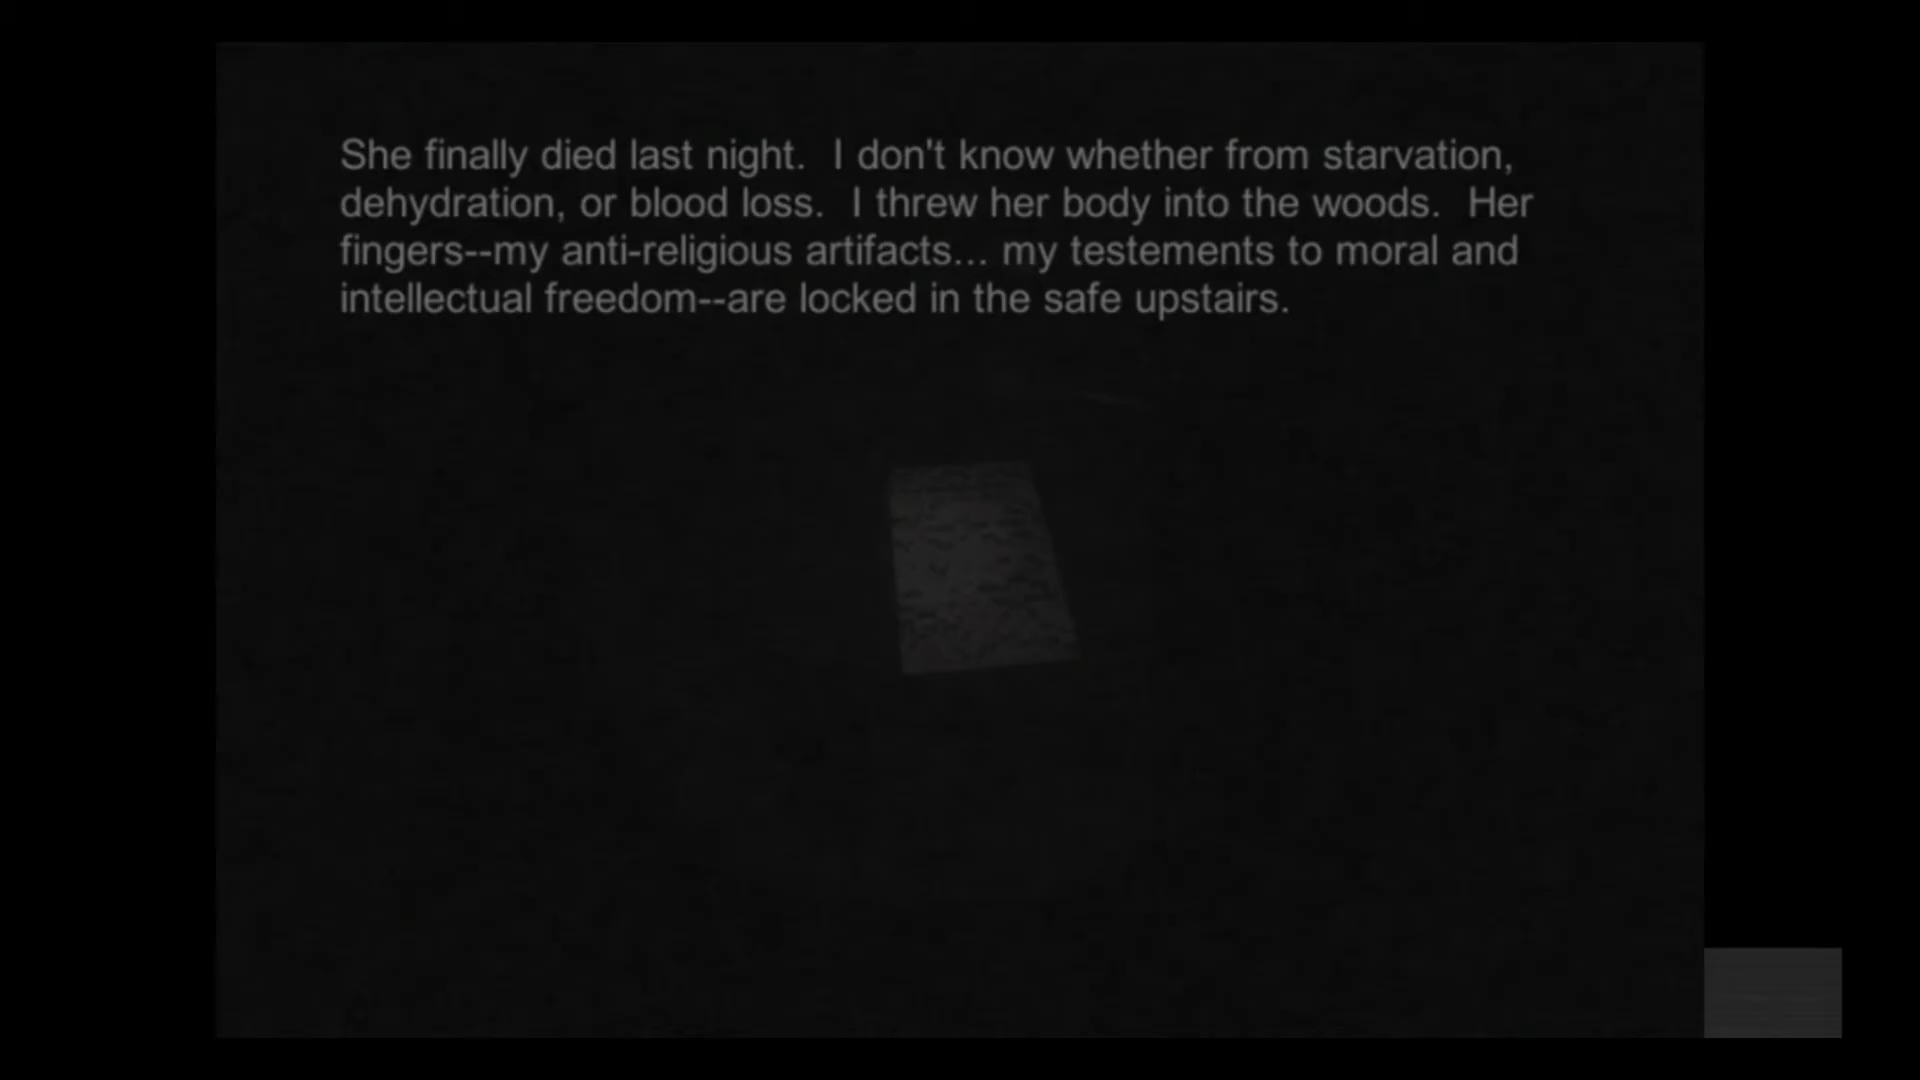 She finally died last night.  I don't know whether from starvation,
dehydration, or blood loss.  I threw her body into the woods.  Her
fingers--my anti-religious artifacts... my testements to moral and
intellectual freedom--are locked in the safe upstairs.